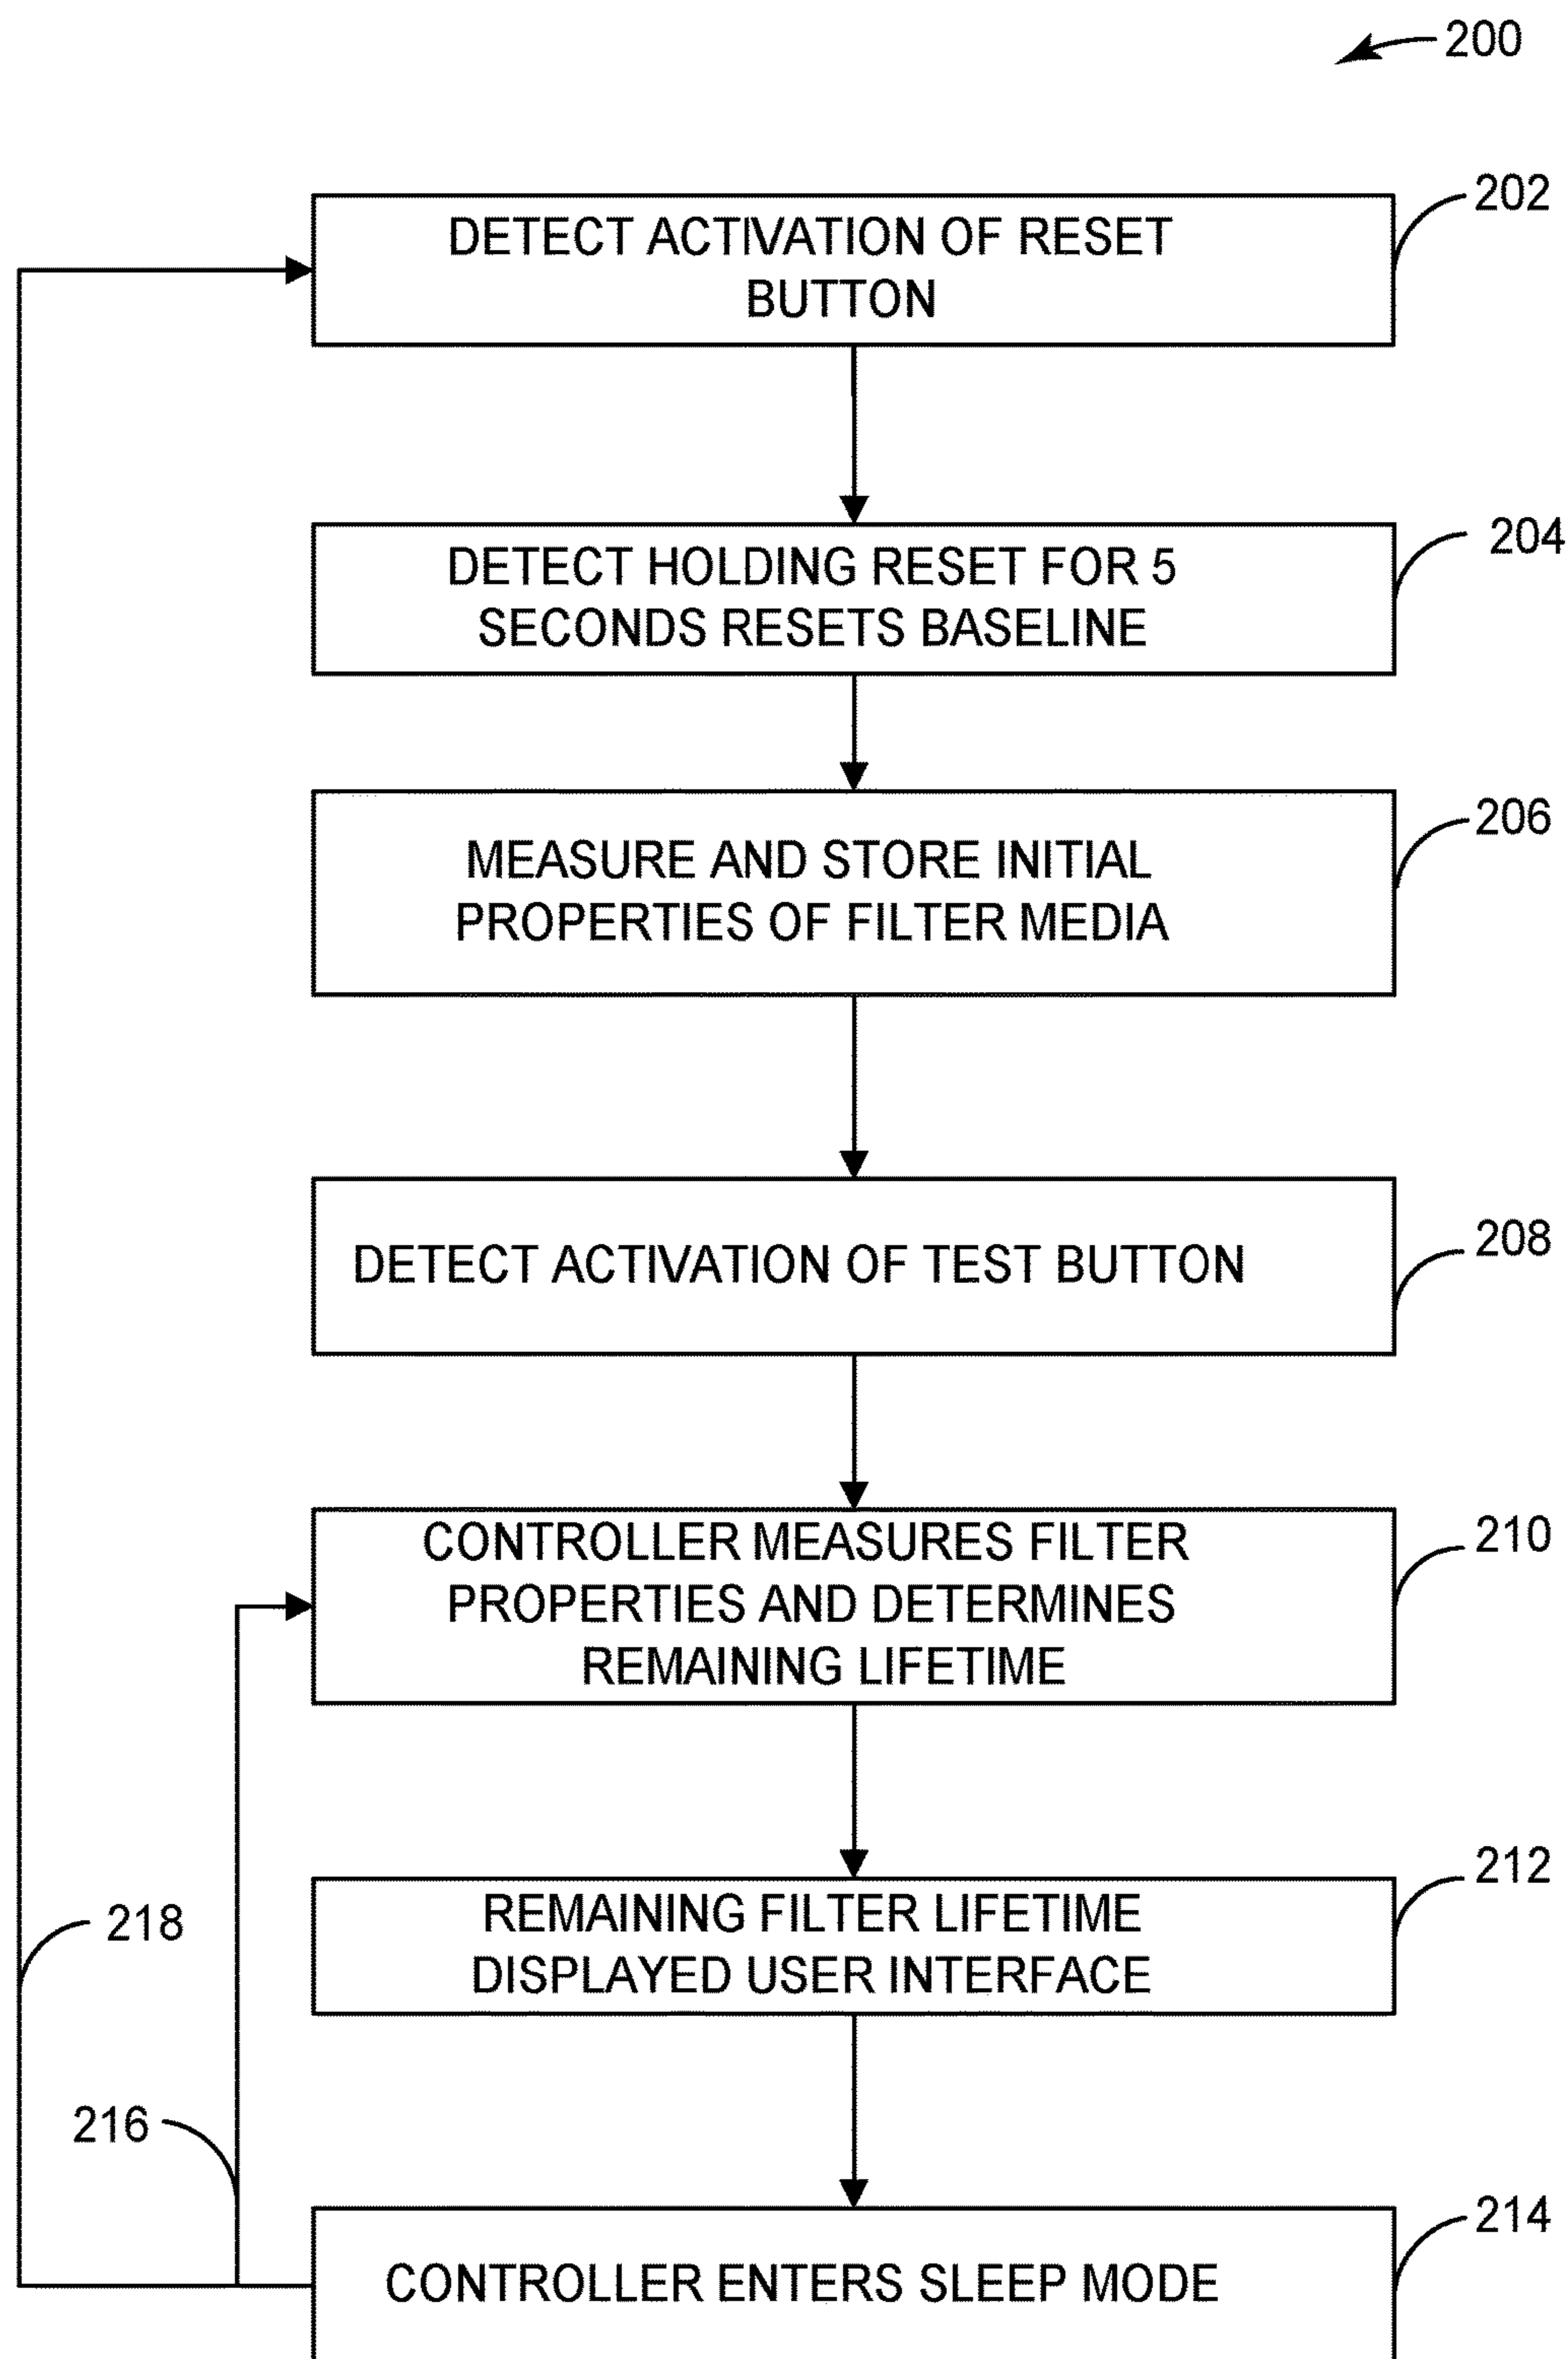 200
202
DETECT ACTIVATION OF RESET
BUTTON
204
DETECT HOLDING RESET FOR 5
SECONDS RESETS BASELINE
206
MEASURE AND STORE INITIAL
PROPERTIES OF FILTER MEDIA
208
DETECT ACTIVATION OF TEST BUTTON
210
CONTROLLER MEASURES FILTER
PROPERTIES AND DETERMINES
REMAINING LIFETIME
212
REMAINING FILTER LIFETIME
DISPLAYED USER INTERFACE
218
216
214
CONTROLLER ENTERS SLEEP MODE